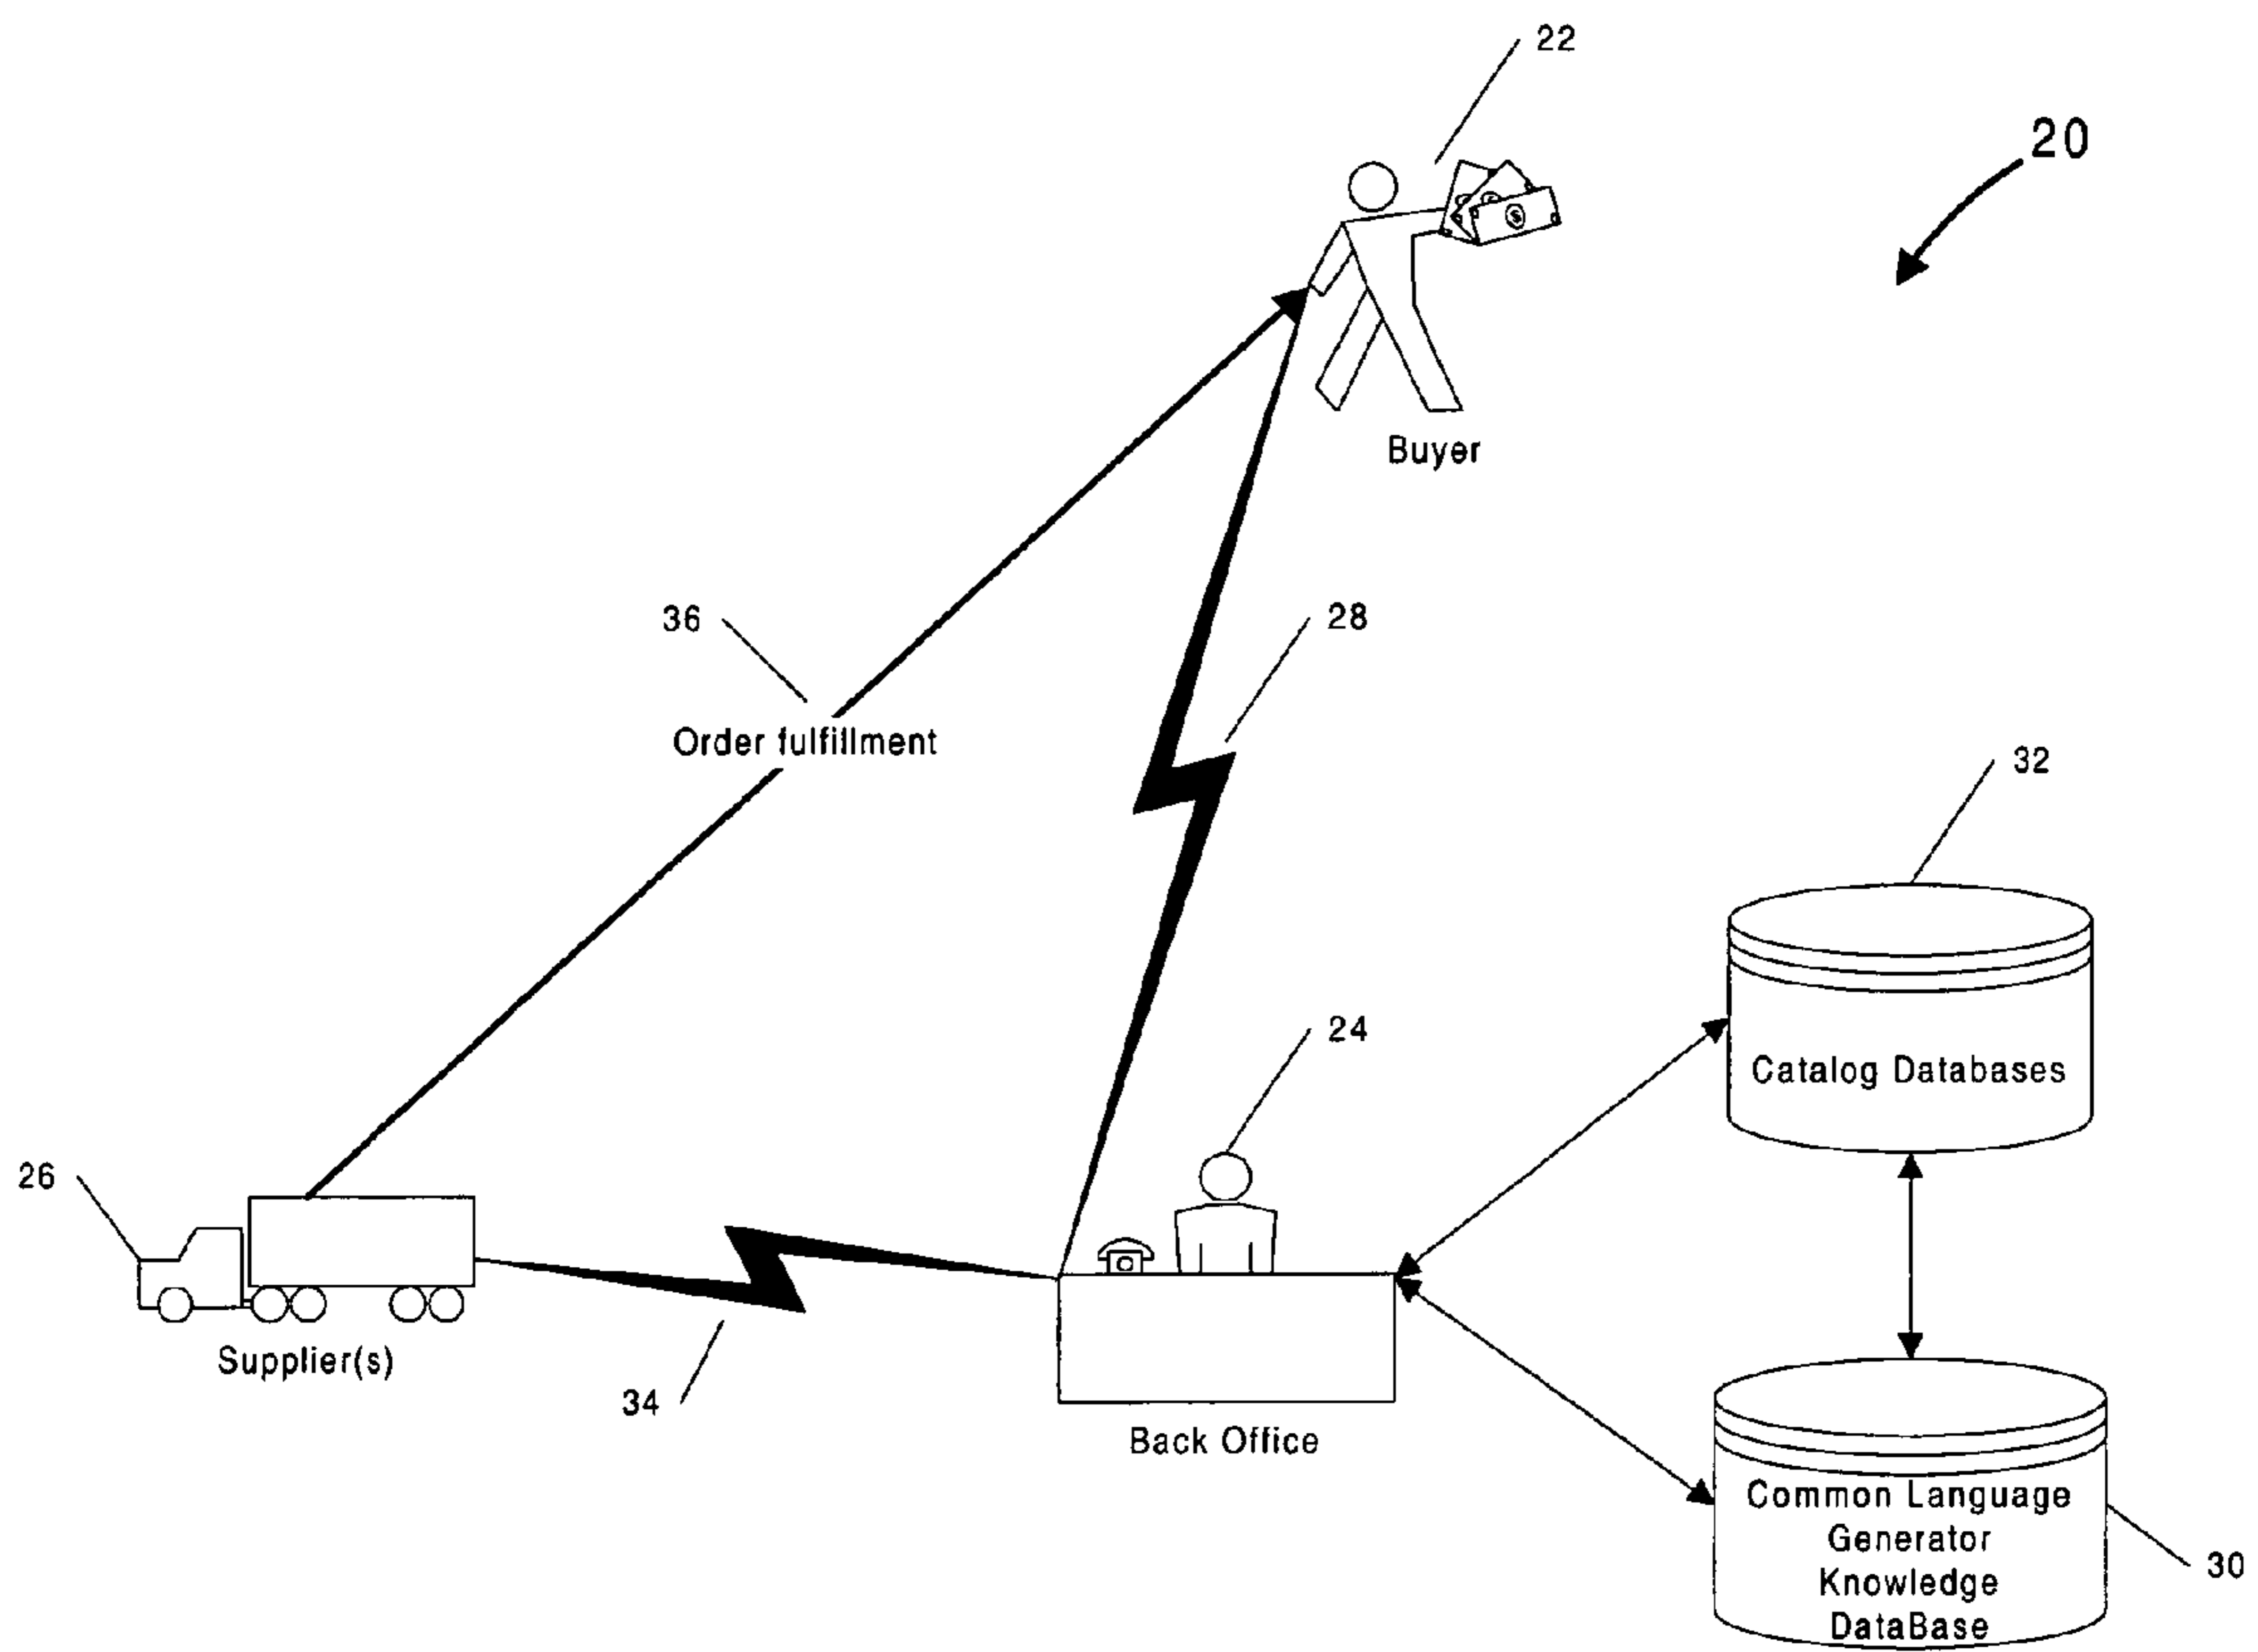 22
20
$
Buyer
36
28
Order fulfillment
32
24
Catalog Databases
26
Supplier(s)
34
Back Office
Common Language
Generator
Knowledge
DataBase
30